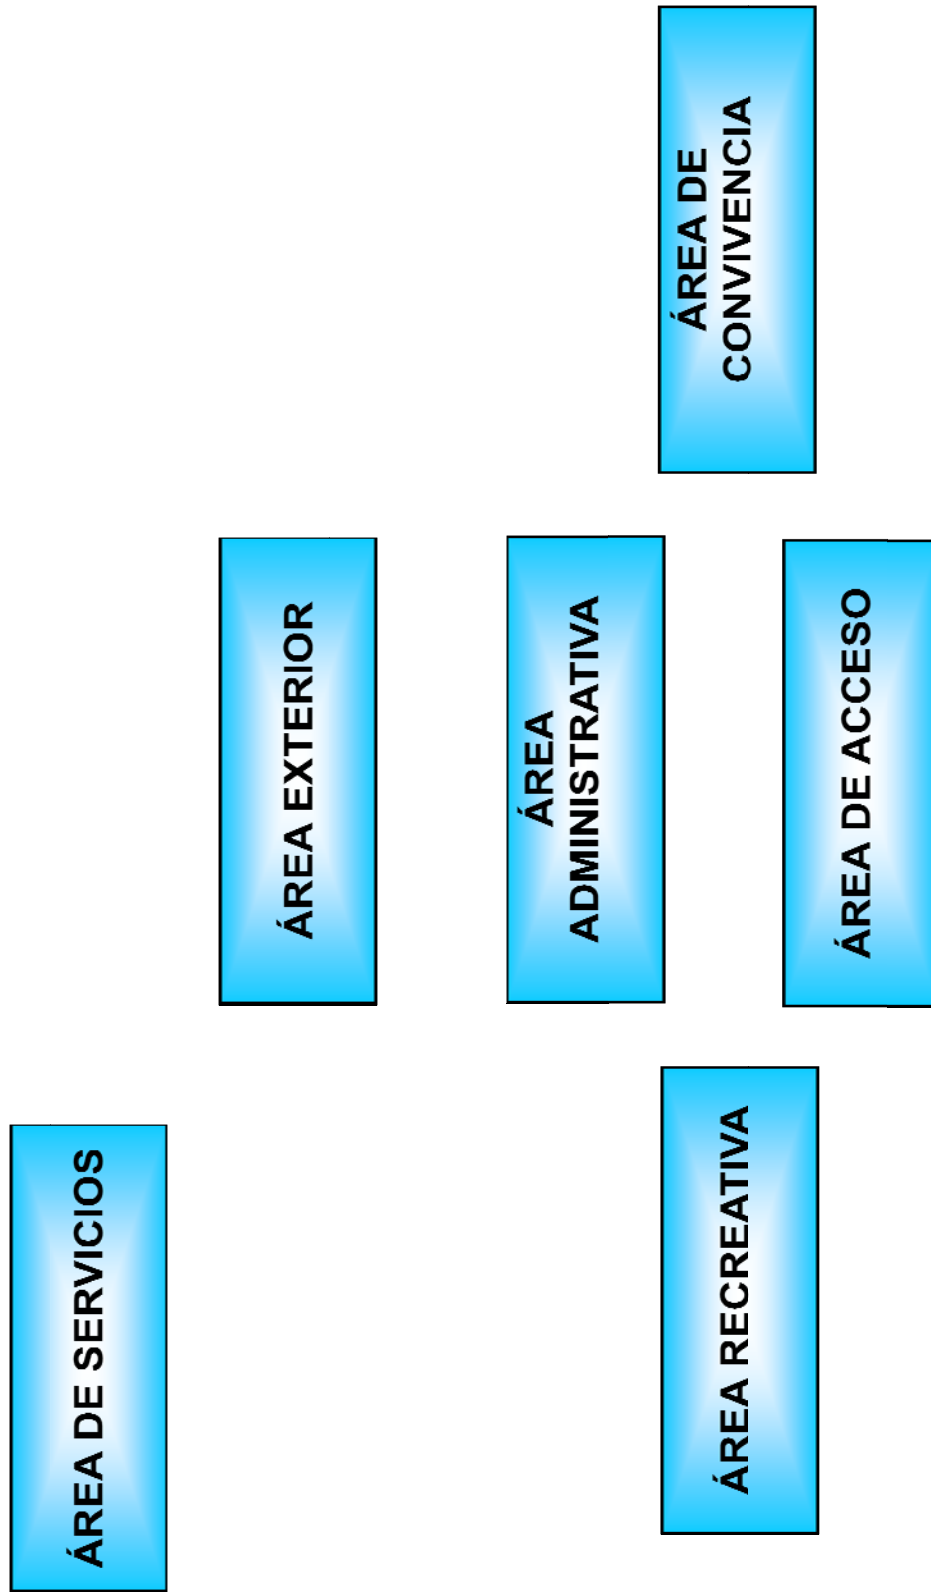 ÁREA DE SERVICIOS
ÁREA EXTERIOR
ÁREA
ADMINISTRATIVA
ÁREA RECREATIVA
ÁREA DE
CONVIVENCIA
ÁREA DE ACCESO